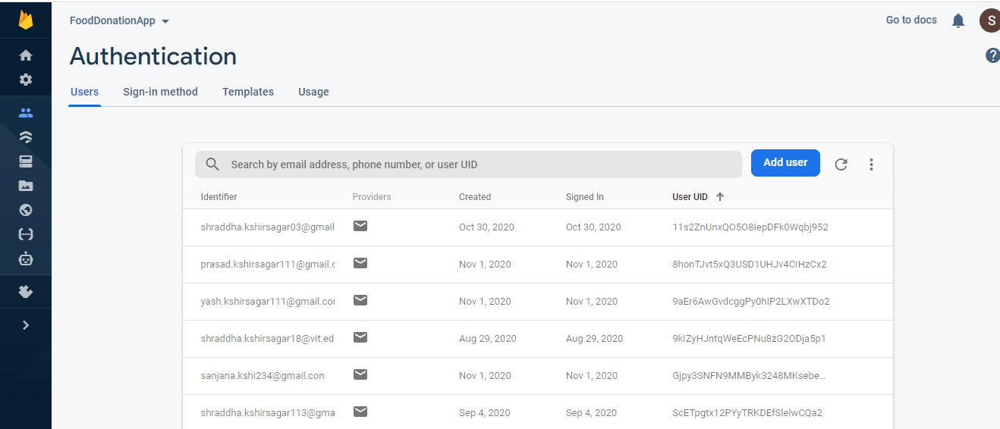 FoodDonationApp
Go to docs
S
Authentication
?
Users Sign-in method Templates Usage
Search by email address, phone number, or user UID
Add user
Identifier Providers Created Signed In User UID
shraddha.kshirsagar03@gmail Oct 30, 2020 Oct 30, 2020 11s2ZnUnxQO5O8IepDFk0Wqbj952
prasad.kshirsagar111@gmail.c Nov 1, 2020 Nov 1, 2020 8honTJvt5xQ3USD1UHJv4CIHzCx2
yash.kshirsagar111@gmail.cor Nov 1, 2020 Nov 1, 2020 9aEr6AwGvdcggPy0hIP2LXwXTDo2
shraddha.kshirsagar18@vit.ed Aug 29, 2020 Aug 29, 2020 9kIZyHJntqWeEcPNu8zG2ODja5p1
sanjana.kshi234@gmail.con Nov 1, 2020 Nov 1, 2020 Gjpy3SNFN9MMByk3248MKsebe...
shraddha.kshirsagar113@gma Sep 4, 2020 Sep 4, 2020 ScETpgtx12PYyTRKDEfSlelwCQa2